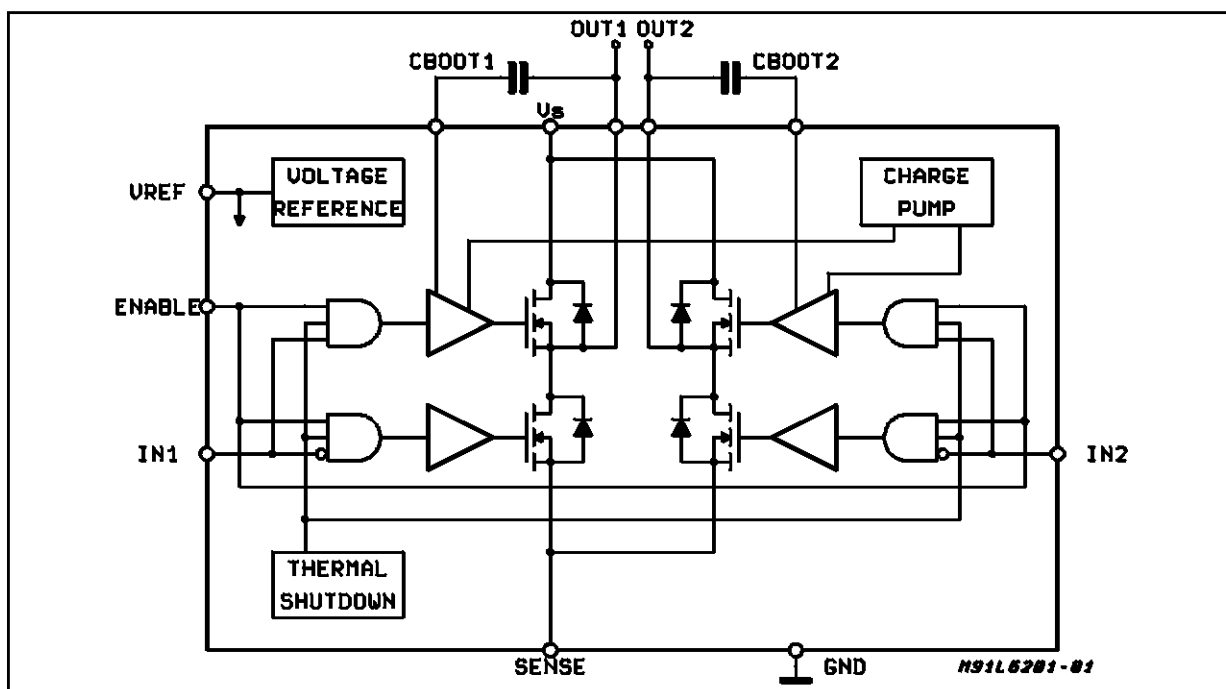 OUT1 OUT2
CBOOT1
CBOOT2
Vs
VOLTAGE
REFERENCE
CHARGE
PUMP
VREF
ENABLE
IN1
IN2
THERMAL
SHUTDOWN
SENSE
GND
M91L6201-01